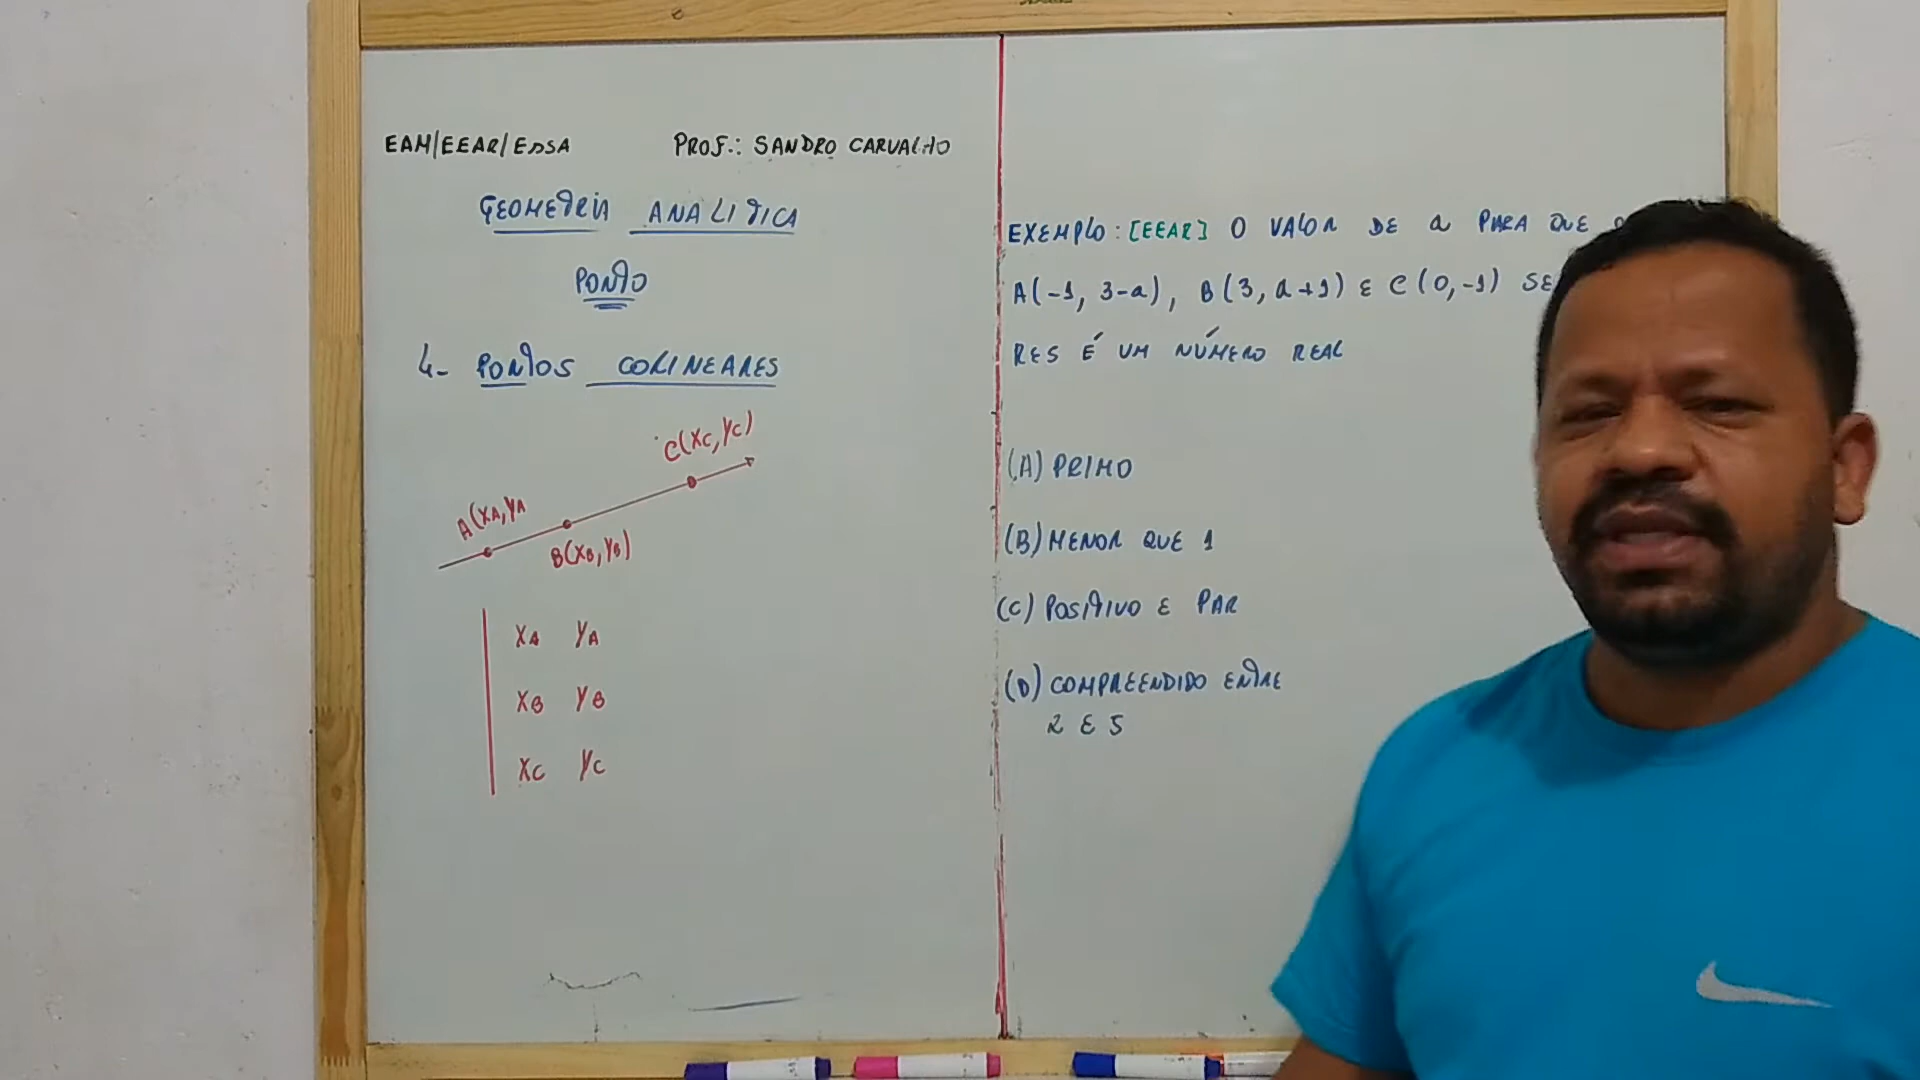 EAM/EEAR/ESSA PROF.: SANDRO CARVALHO
GEOMETRIA ANALITICA
PONTO
4- PONTOS COLINEARES
C(XC, YC)
A(XA, YA
B(XB, YB)
XA YA
XB YB
XC YC
EXEMPLO: [EEAR] O VALOR DE a PARA QUE
A(-1, 3-a), B(3, a+1) E C(0,-1) SE
RES É UM NÚMERO REAL
(A) PRIMO
(B) MENOR QUE 1
(C) POSITIVO E PAR
(D) COMPREENDIDO ENTRE
2 E 5